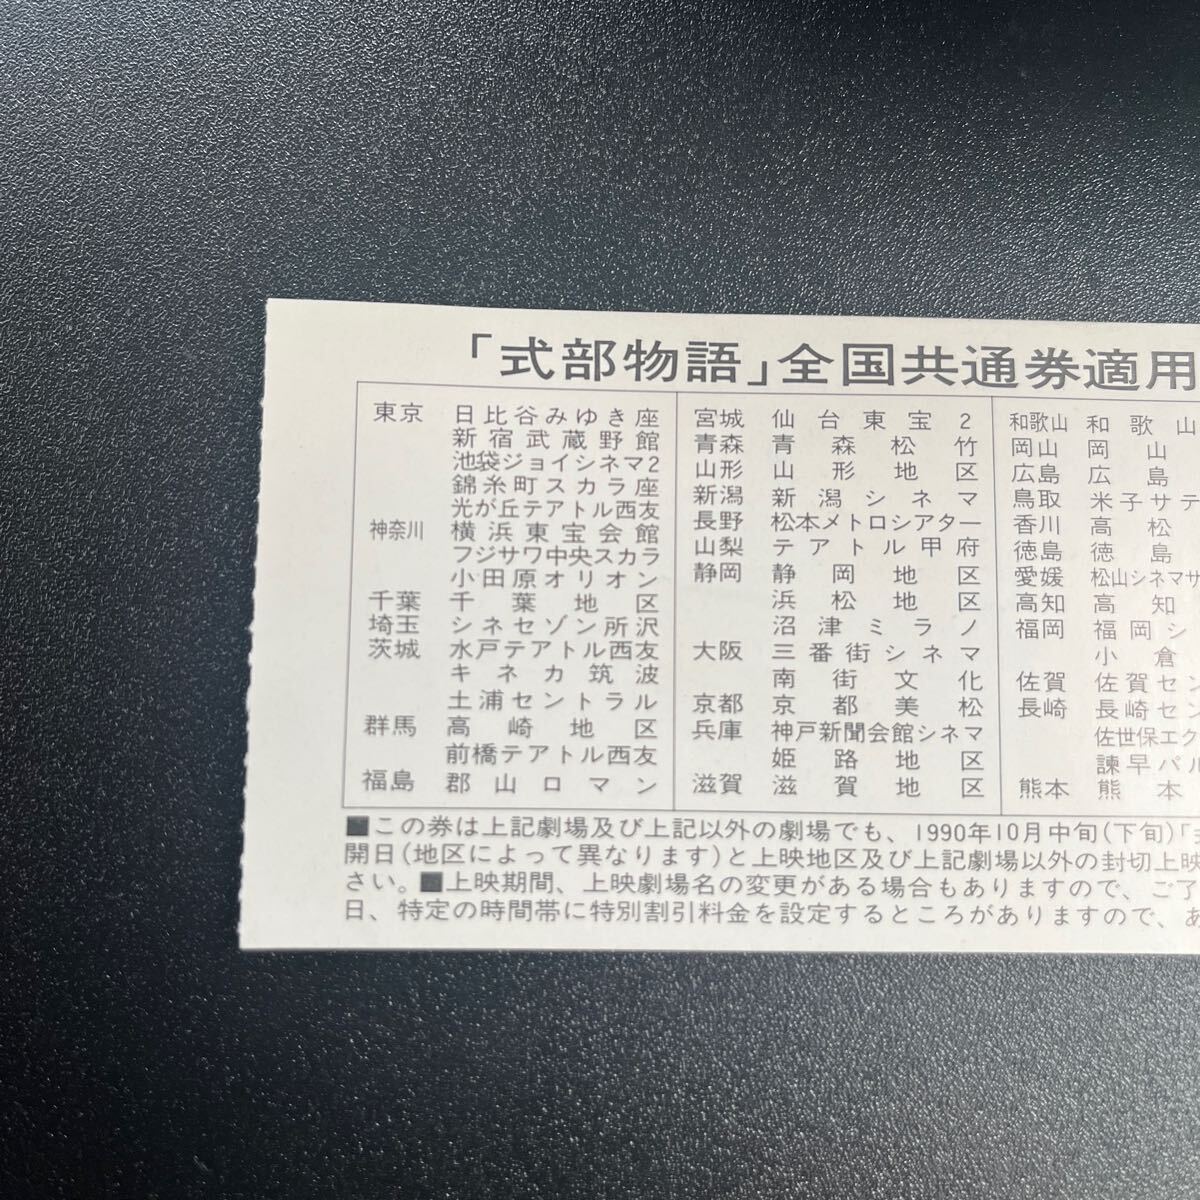 「式部物語」全国共通券適用
東京 日比谷みゆき座
新宿武蔵野館
池袋ジョイシネマ2
錦糸町スカラ座
光が丘テアトル西友
神奈川 横浜東宝会館
フジサワ中央スカラ
小田原オリオン
千葉 千葉地区
埼玉 シネセゾン所沢
茨城 水戸テアトル西友
キネカ筑波
土浦セントラル
群馬 高崎地区
前橋テアトル西友
福島 郡山ロマン
宮城 仙台東宝2
青森 青森松竹
山形 山形地区
新潟 新潟シネマ
長野 松本メトロシアター
山梨 テアトル甲府
静岡 静岡地区
浜松地区
沼津ミラノ
大阪 三番街シネマ
南街文化
京都 京都美松
兵庫 神戸新聞会館シネマ
姫路地区
滋賀 滋賀地区
和歌山 和歌山
岡山 岡山
広島 広島
鳥取 米子サテ
香川 高松
徳島 徳島
愛媛 松山シネマサ
高知 高知
福岡 福岡シ
小倉
佐賀 佐賀セン
長崎 長崎セン
佐世保エク
諫早パル
熊本 熊本
■この券は上記劇場及び上記以外の劇場でも、1990年10月中旬(下旬)「
開日(地区によって異なります)と上映地区及び上記劇場以外の封切上映
さい。■上映期間、上映劇場名の変更がある場合もありますので、ご了
日、特定の時間帯に特別割引料金を設定するところがありますので、あ